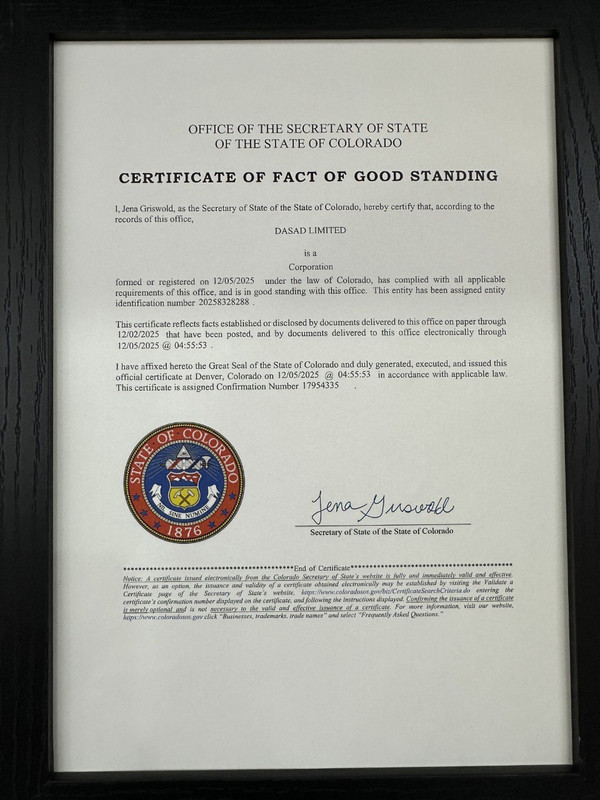 OFFICE OF THE SECRETARY OF STATE
OF THE STATE OF COLORADO
CERTIFICATE OF FACT OF GOOD STANDING
I, Jena Griswold, as the Secretary of State of the State of Colorado, hereby certify that, according to the
records of this office,
DASAD LIMITED
is a
Corporation
formed or registered on 12/05/2025 under the law of Colorado, has complied with all applicable
requirements of this office, and is in good standing with this office. This entity has been assigned entity
identification number 20258328288 .
This certificate reflects facts established or disclosed by documents delivered to this office on paper through
12/02/2025 that have been posted, and by documents delivered to this office electronically through
12/05/2025 @ 04:55:53 .
I have affixed hereto the Great Seal of the State of Colorado and duly generated, executed, and issued this
official certificate at Denver, Colorado on 12/05/2025 @ 04:55:53 in accordance with applicable law.
This certificate is assigned Confirmation Number 17954335 .
STATE OF COLORADO
NIL SINE NUMINE
1876
Jena Griswold
Secretary of State of the State of Colorado
*******************************************End of Certificate*******************************************
Notice: A certificate issued electronically from the Colorado Secretary of State's website is fully and immediately valid and effective.
However, as an option, the issuance and validity of a certificate obtained electronically may be established by visiting the Validate a
Certificate page of the Secretary of State's website, https://www.coloradosos.gov/biz/CertificateSearchCriteria.do entering the
certificate's confirmation number displayed on the certificate, and following the instructions displayed. Confirming the issuance of a certificate
is merely optional and is not necessary to the valid and effective issuance of a certificate. For more information, visit our website,
https://www.coloradosos.gov click "Businesses, trademarks, trade names" and select "Frequently Asked Questions."